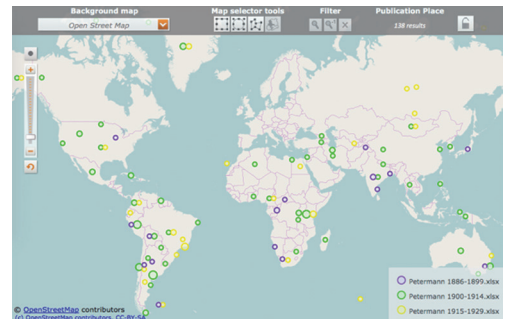 Background map
Map selector tools
Filter
Publication Place
Open Street Map
138 results
Petermann 1886-1899.xlsx
Petermann 1900-1914.xlsx
Petermann 1915-1929.xlsx
© OpenStreetMap contributors
(c) OpenStreetMap contributors, CC-BY-SA